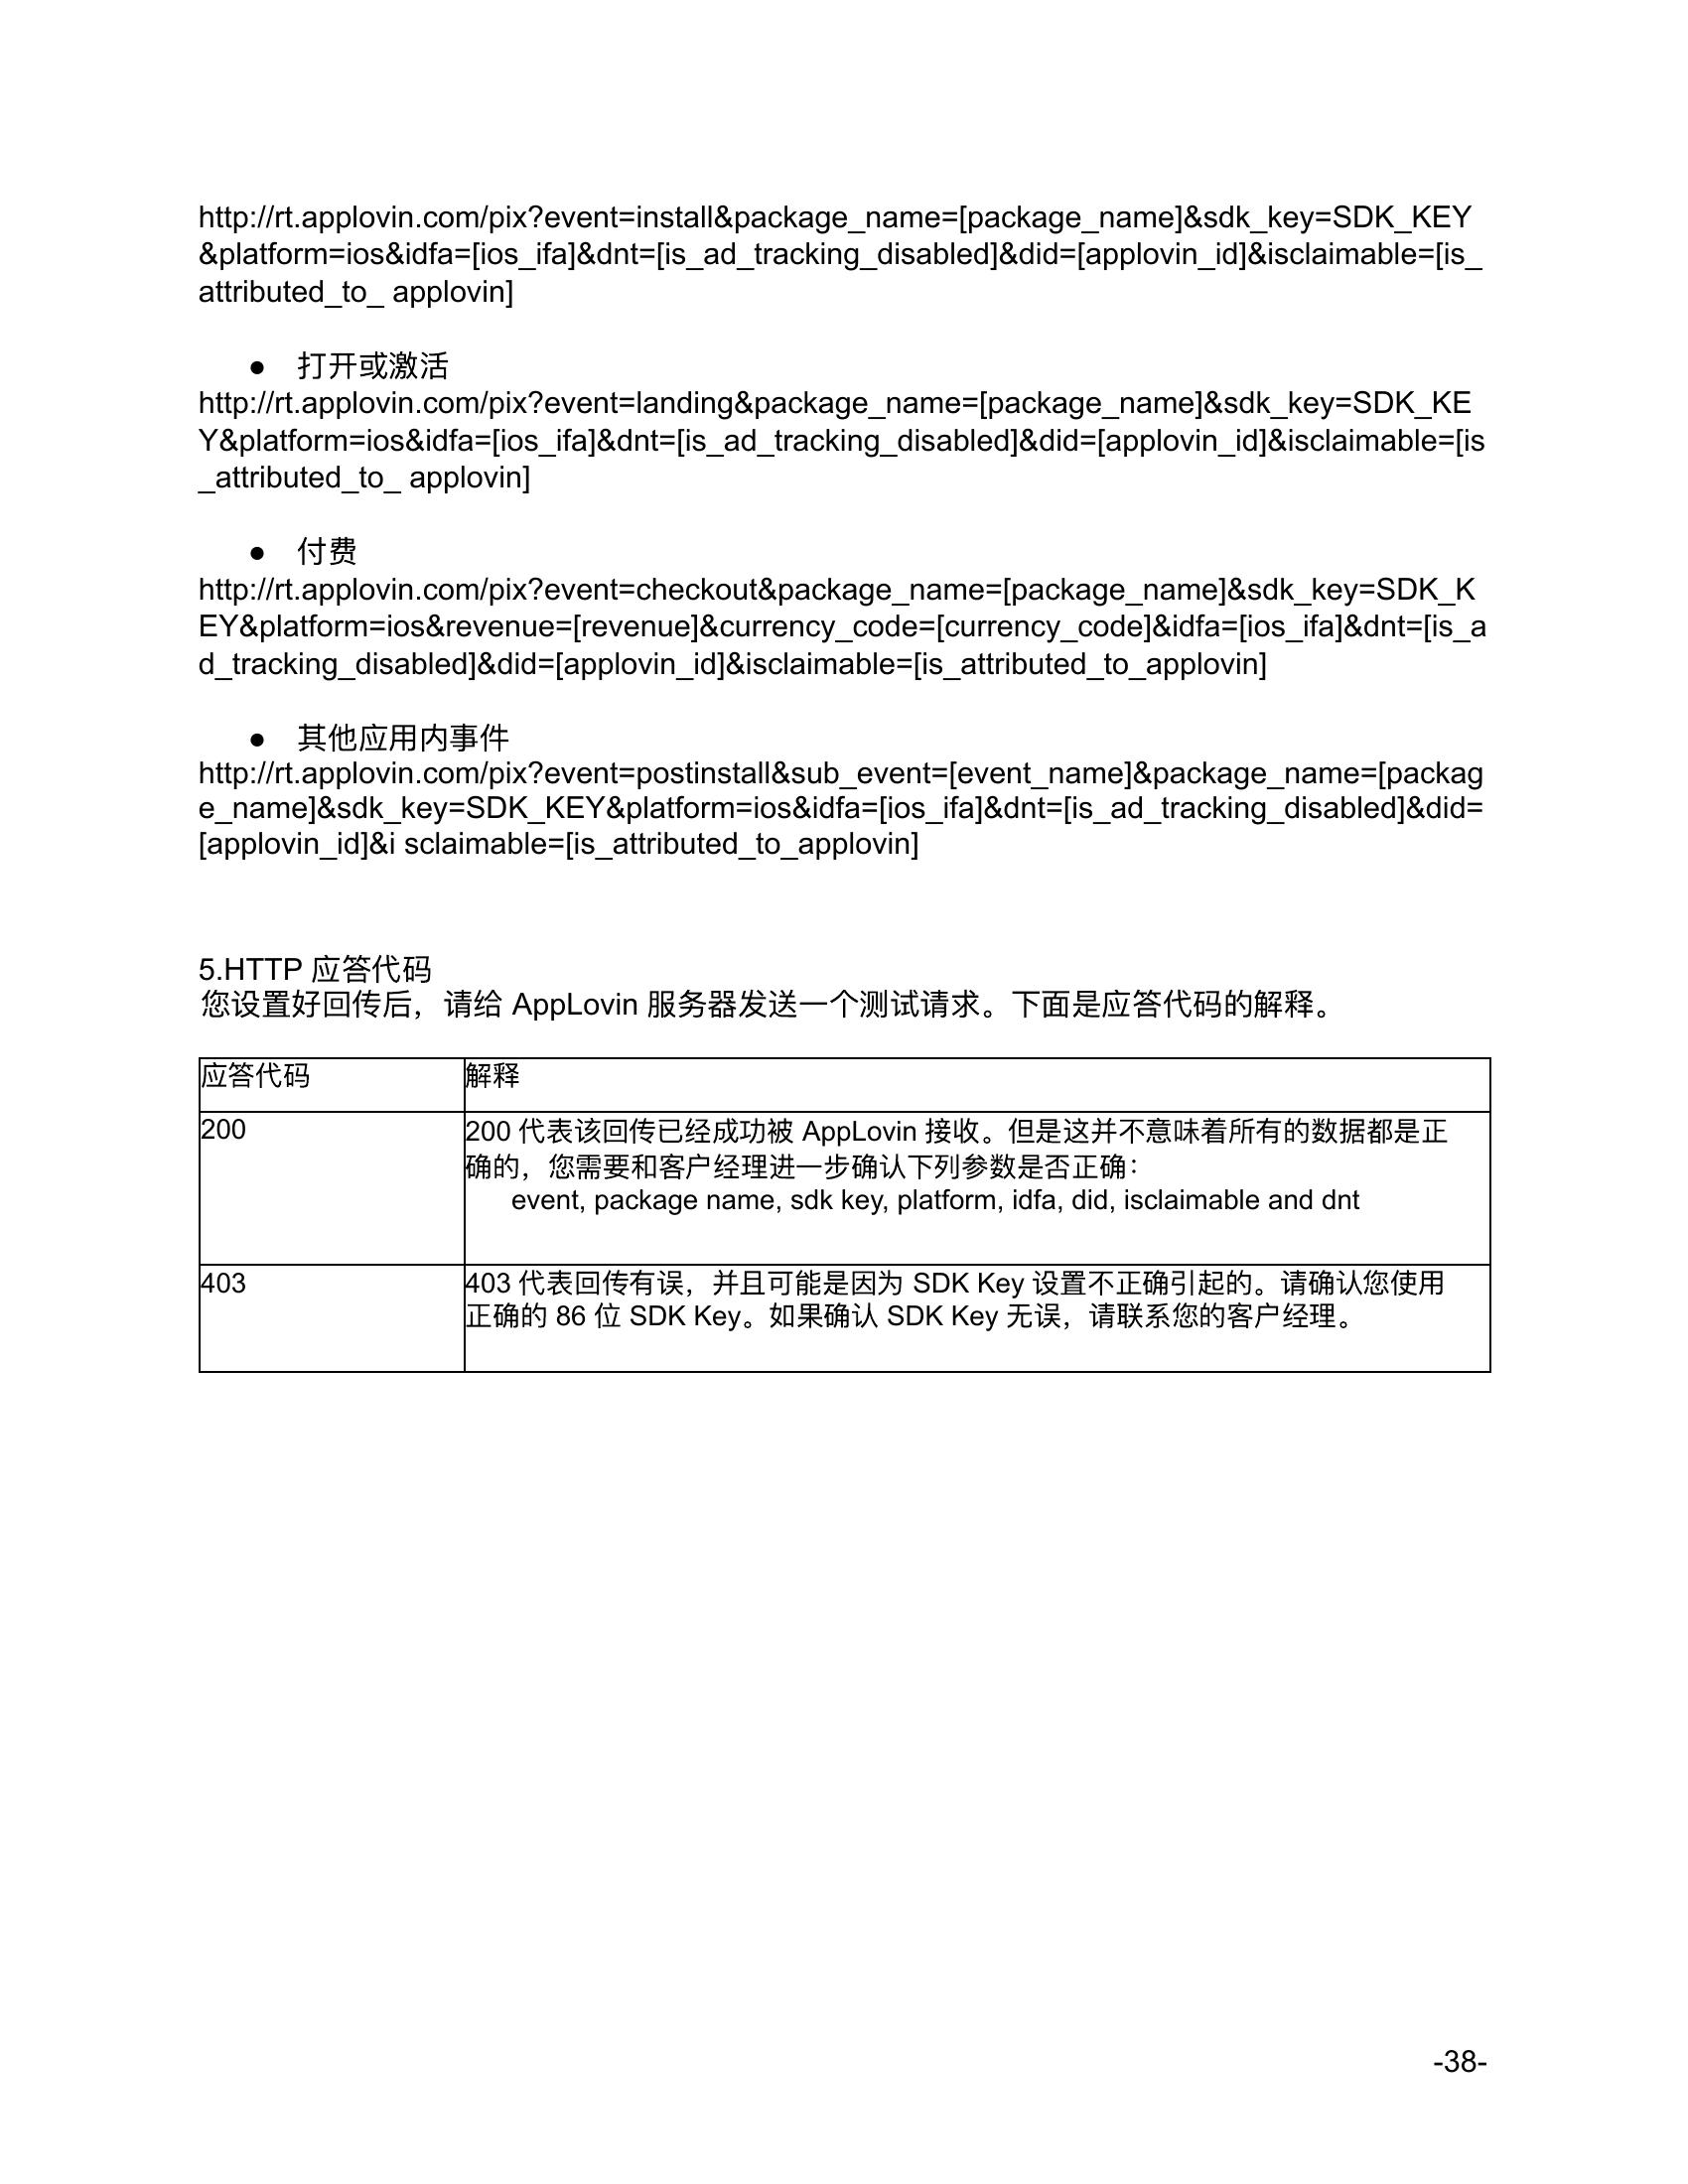 http://rt.applovin.com/pix?event=install&package_name=[package_name]&sdk_key=SDK_KEY
&platform=ios&idfa=[ios_ifa]&dnt=[is_ad_tracking_disabled]&did=[applovin_id]&isclaimable=[is_
attributed_to_ applovin]
● 打开或激活
http://rt.applovin.com/pix?event=landing&package_name=[package_name]&sdk_key=SDK_KE
Y&platform=ios&idfa=[ios_ifa]&dnt=[is_ad_tracking_disabled]&did=[applovin_id]&isclaimable=[is
_attributed_to_ applovin]
● 付费
http://rt.applovin.com/pix?event=checkout&package_name=[package_name]&sdk_key=SDK_K
EY&platform=ios&revenue=[revenue]&currency_code=[currency_code]&idfa=[ios_ifa]&dnt=[is_a
d_tracking_disabled]&did=[applovin_id]&isclaimable=[is_attributed_to_applovin]
● 其他应用内事件
http://rt.applovin.com/pix?event=postinstall&sub_event=[event_name]&package_name=[packag
e_name]&sdk_key=SDK_KEY&platform=ios&idfa=[ios_ifa]&dnt=[is_ad_tracking_disabled]&did=
[applovin_id]&i sclaimable=[is_attributed_to_applovin]
5.HTTP 应答代码
您设置好回传后，请给 AppLovin 服务器发送一个测试请求。下面是应答代码的解释。
应答代码 解释
200 200 代表该回传已经成功被 AppLovin 接收。但是这并不意味着所有的数据都是正
确的，您需要和客户经理进一步确认下列参数是否正确：
event, package name, sdk key, platform, idfa, did, isclaimable and dnt
403 403 代表回传有误，并且可能是因为 SDK Key 设置不正确引起的。请确认您使用
正确的 86 位 SDK Key。如果确认 SDK Key 无误，请联系您的客户经理。
-38-